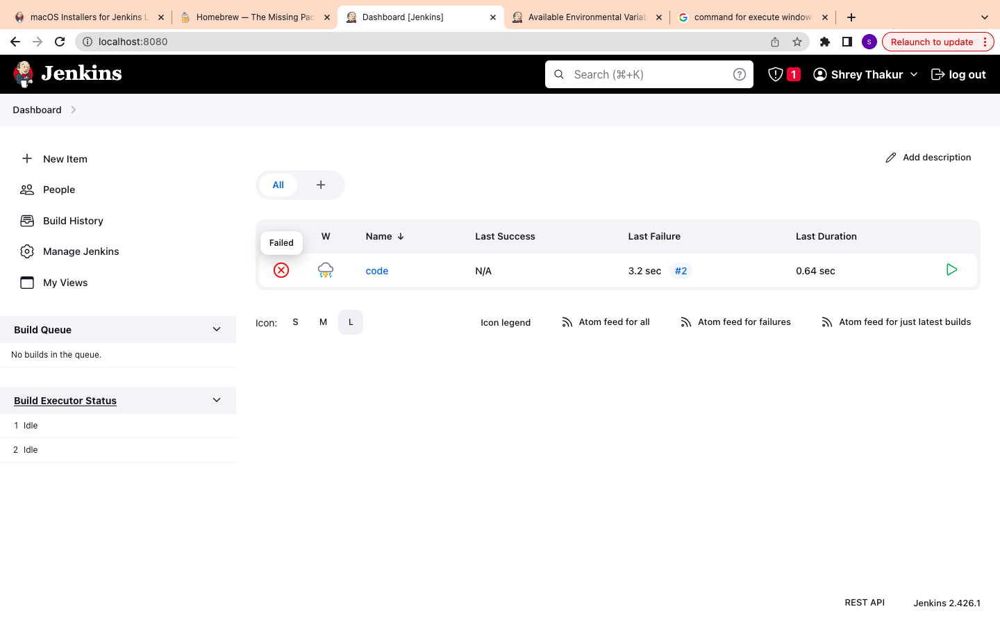 macOS Installers for Jenkins L
Homebrew — The Missing Pac
Dashboard [Jenkins]
Available Environmental Variab
command for execute window
localhost:8080
S
Relaunch to update
Jenkins
Search (⌘+K)
?
1
Shrey Thakur
log out
Dashboard
New Item
People
Build History
Manage Jenkins
My Views
Add description
All
Failed
W
Name ↓
Last Success
Last Failure
Last Duration
code
N/A
3.2 sec #2
0.64 sec
Icon: S M L
Icon legend
Atom feed for all
Atom feed for failures
Atom feed for just latest builds
Build Queue
No builds in the queue.
Build Executor Status
1 Idle
2 Idle
REST API
Jenkins 2.426.1